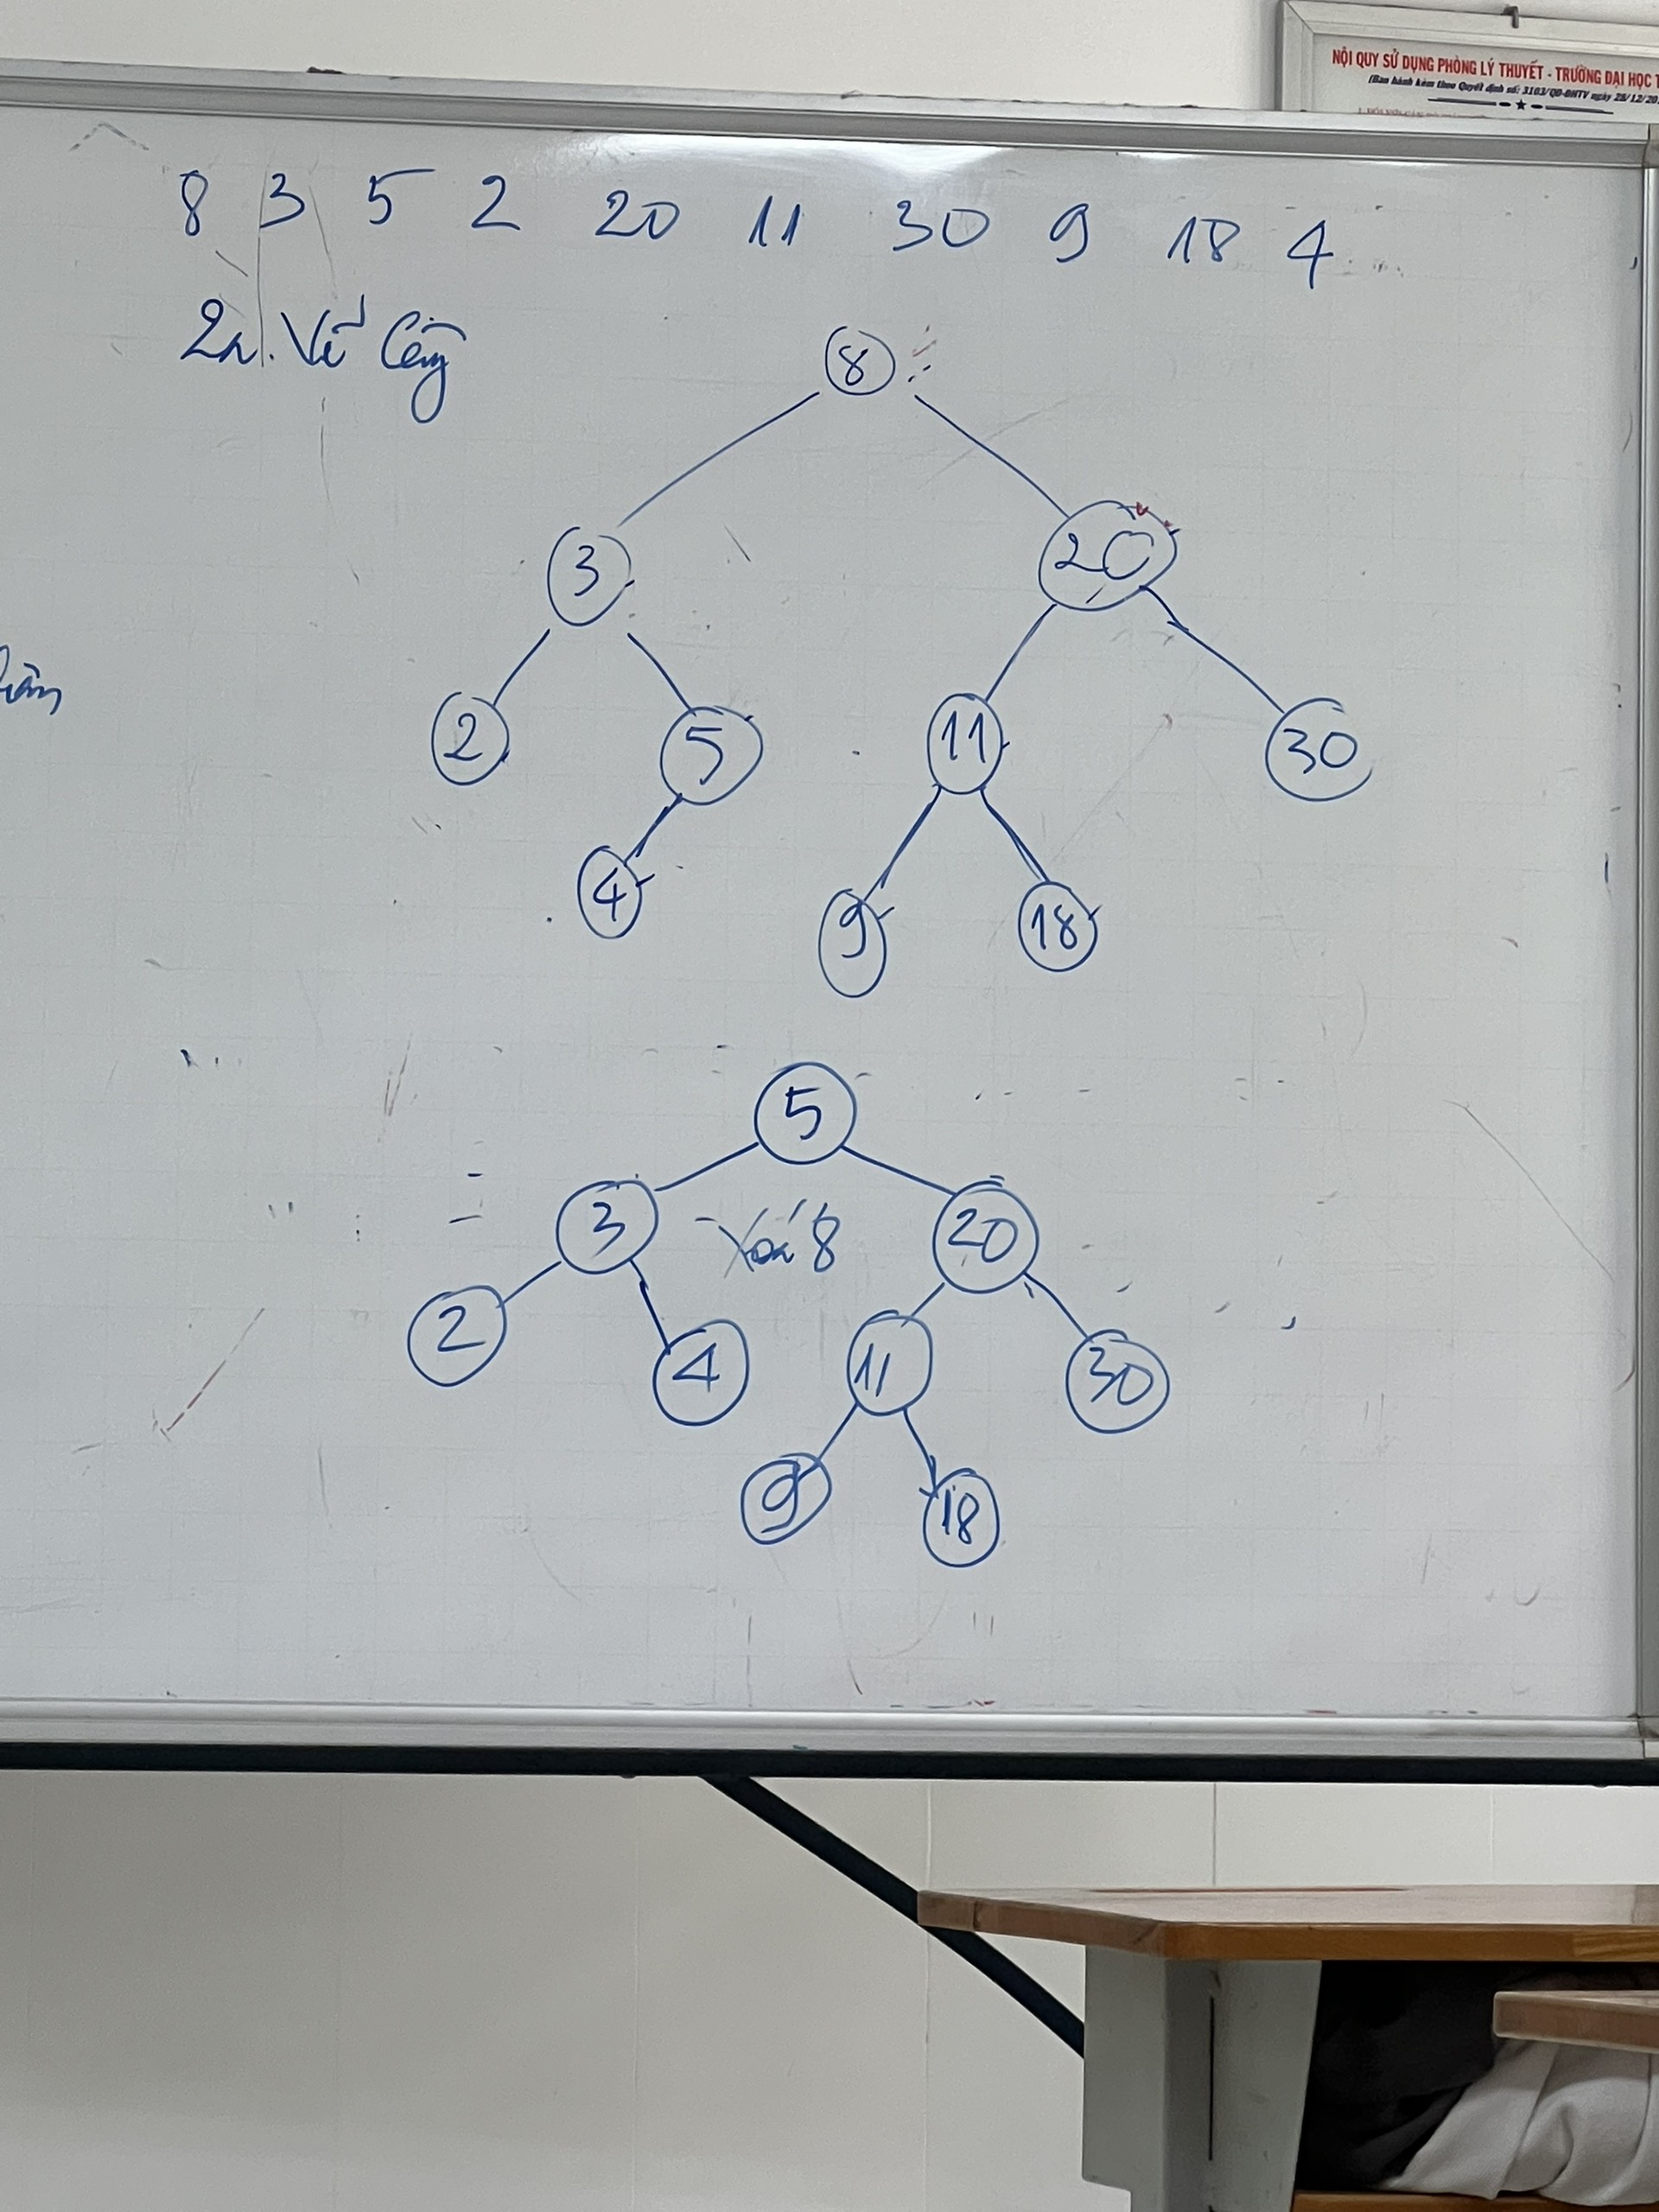 NỘI QUY SỬ DỤNG PHÒNG LÝ THUYẾT - TRƯỜNG ĐẠI HỌC T
(Ban hành kèm theo Quyết định số: 3103/QĐ-ĐHTV ngày 28/12/20
8 3 5 2 20 11 30 9 18 4
2a. Vẽ Cây
8
3 20
2 5 11 30
4 9 18
5
3 Xoá 8 20
2 4 11 30
9 18